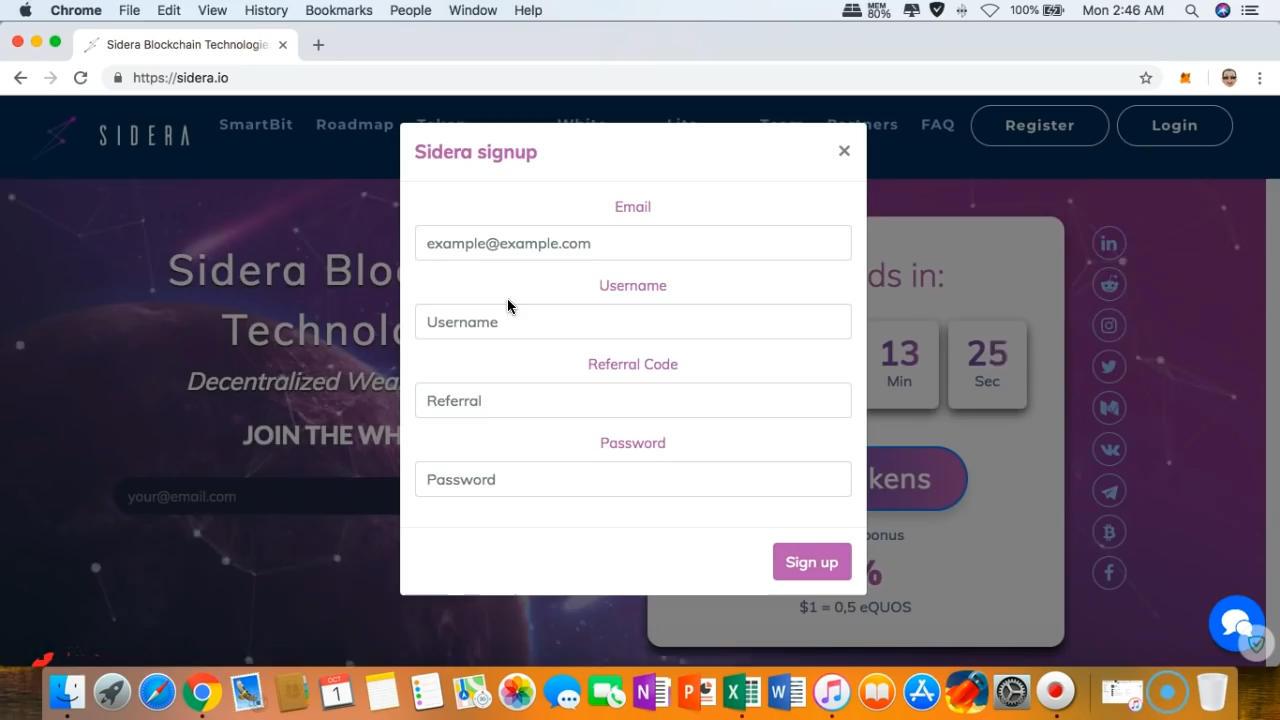 Chrome File Edit View History Bookmarks People Window Help MEM 80% 100% Mon 2:46 AM
Sidera Blockchain Technologie
https://sidera.io
SIDERA SmartBit Roadmap FAQ Register Login
Sidera signup ×
Email
example@example.com
Username
Username
Referral Code
Referral
Password
Password
Sign up
Sidera Blo
Technolo
Decentralized Wea
JOIN THE WH
your@email.com
ds in:
13 25
Min Sec
kens
bonus
%
$1 = 0,5 eQUOS
OCT
1